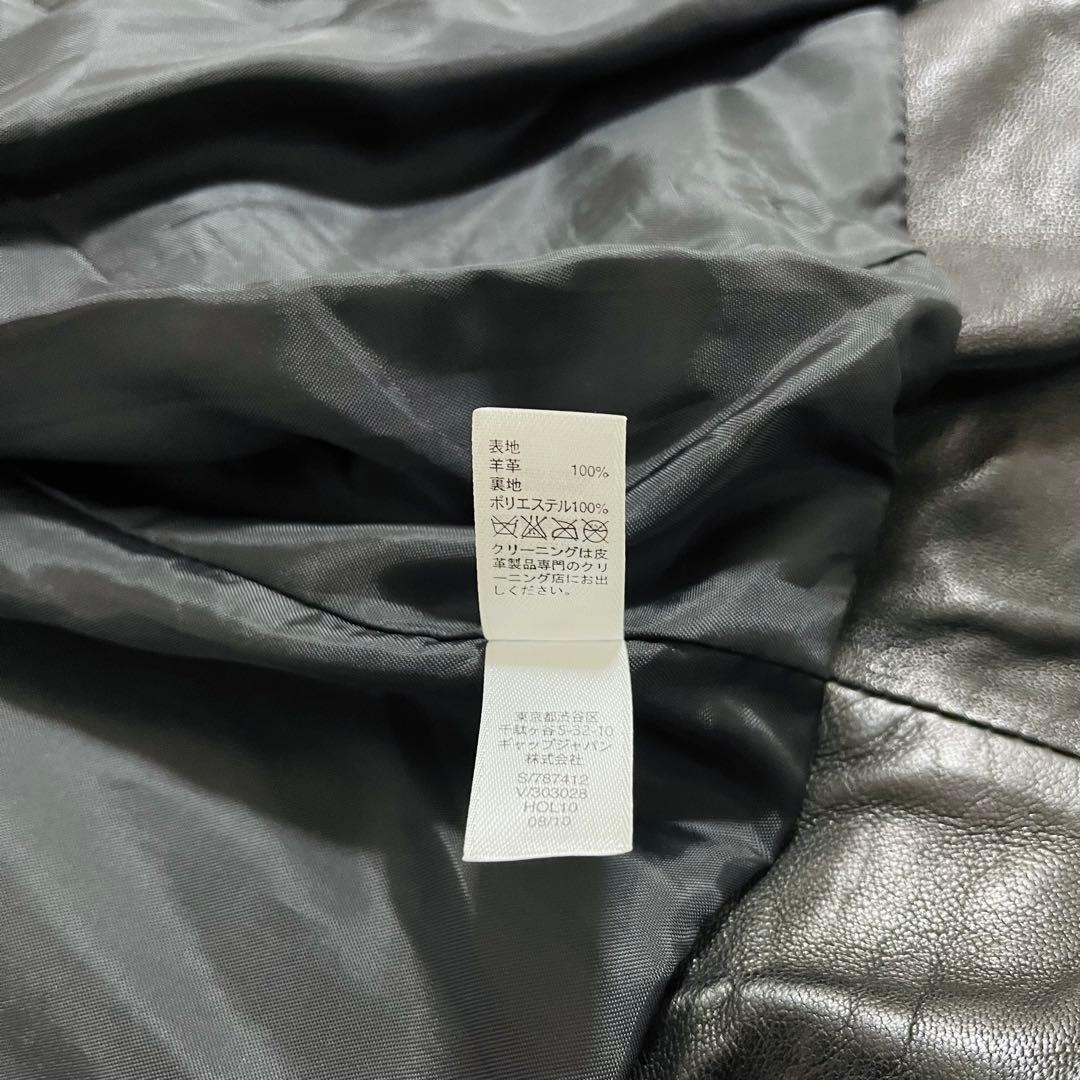 表地
羊革 100%
裏地
ポリエステル100%
クリーニングは皮
革製品専門のクリ
ーニング店にお出
しください。
東京都渋谷区
千駄ヶ谷5-32-10
ギャップジャパン
株式会社
S/787412
V/303028
HOL10
08/10